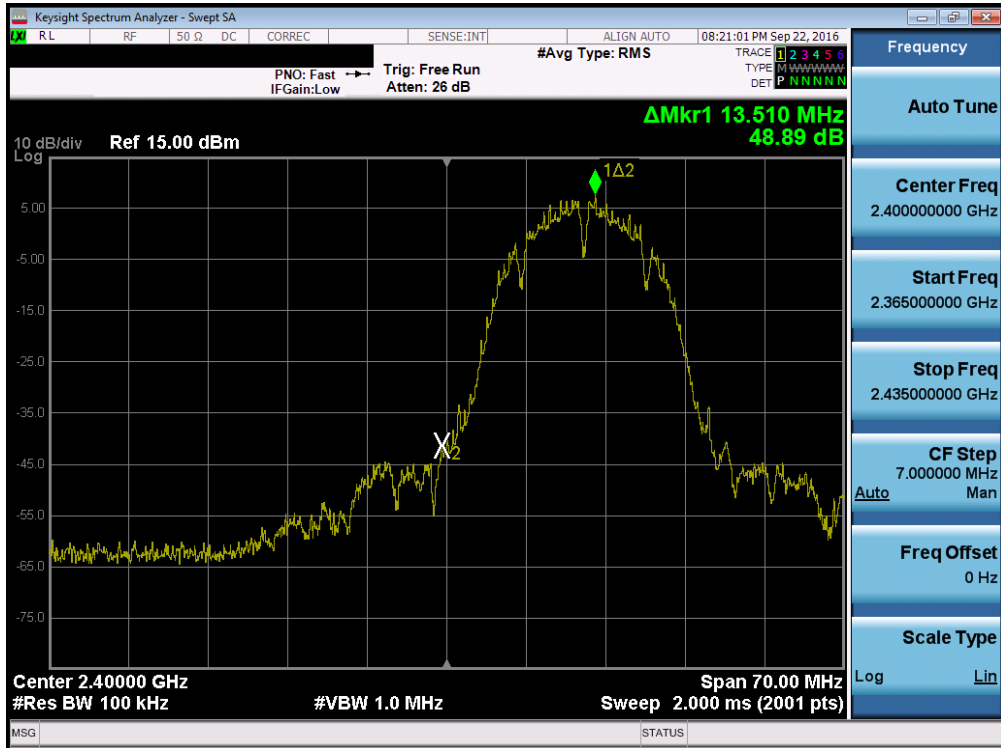 Keysight Spectrum Analyzer - Swept SA
LXI RL RF 50 Ω DC CORREC SENSE:INT ALIGN AUTO 08:21:01 PM Sep 22, 2016
PNO: Fast
IFGain:Low
Trig: Free Run
Atten: 26 dB
#Avg Type: RMS
TRACE 1 2 3 4 5 6
TYPE M WWWWW
DET P N N N N N
ΔMkr1 13.510 MHz
48.89 dB
10 dB/div Ref 15.00 dBm
Log
1Δ2
5.00
-5.00
-15.0
-25.0
-35.0
X2
-45.0
-55.0
-65.0
-75.0
Center 2.40000 GHz Span 70.00 MHz
#Res BW 100 kHz #VBW 1.0 MHz Sweep 2.000 ms (2001 pts)
MSG STATUS
Frequency
Auto Tune
Center Freq
2.400000000 GHz
Start Freq
2.365000000 GHz
Stop Freq
2.435000000 GHz
CF Step
7.000000 MHz
Auto Man
Freq Offset
0 Hz
Scale Type
Log Lin